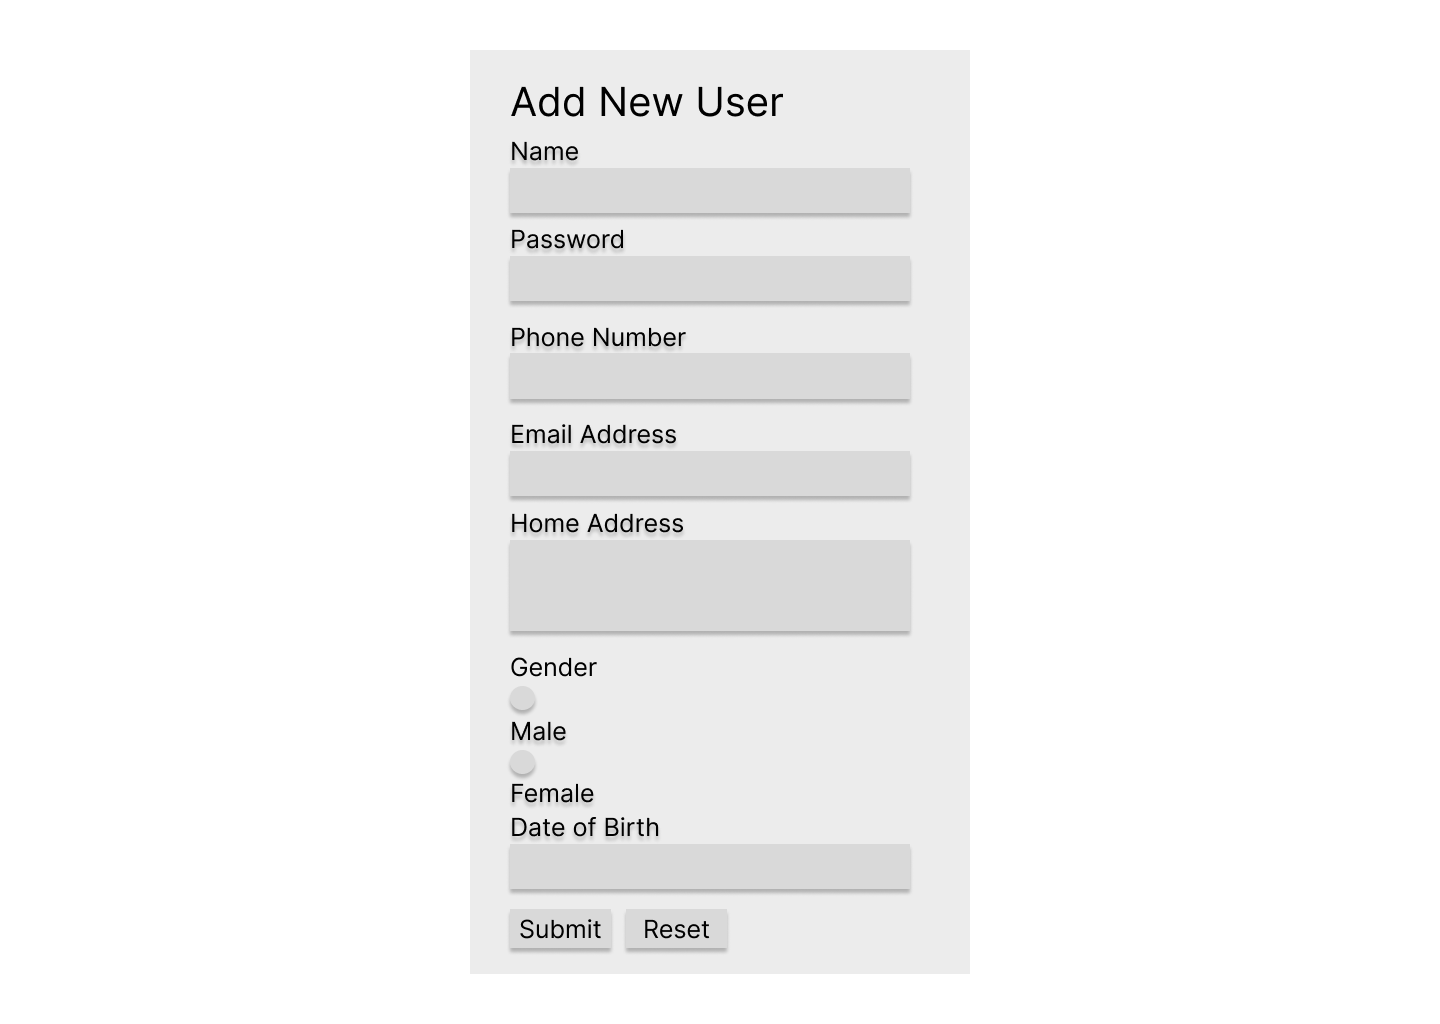 Add New User
Name
Password
Phone Number
Email Address
Home Address
Gender
Male
Female
Date of Birth
Submit Reset